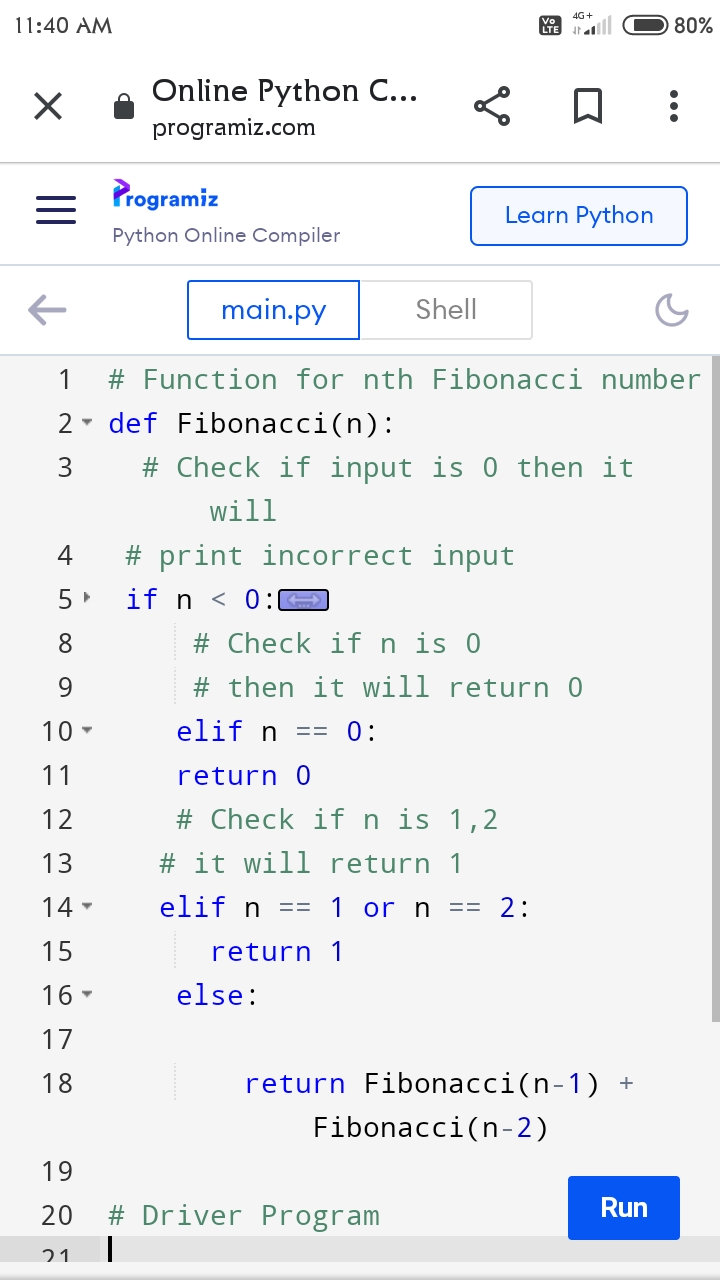 11:40 AM
Vo LTE 4G+ 80%
Online Python C...
programiz.com
Programiz
Python Online Compiler
Learn Python
main.py
Shell
1 # Function for nth Fibonacci number
2 def Fibonacci(n):
3 # Check if input is 0 then it
will
4 # print incorrect input
5 if n < 0:
8 # Check if n is 0
9 # then it will return 0
10 elif n == 0:
11 return 0
12 # Check if n is 1,2
13 # it will return 1
14 elif n == 1 or n == 2:
15 return 1
16 else:
17
18 return Fibonacci(n-1) +
Fibonacci(n-2)
19
20 # Driver Program
Run
21